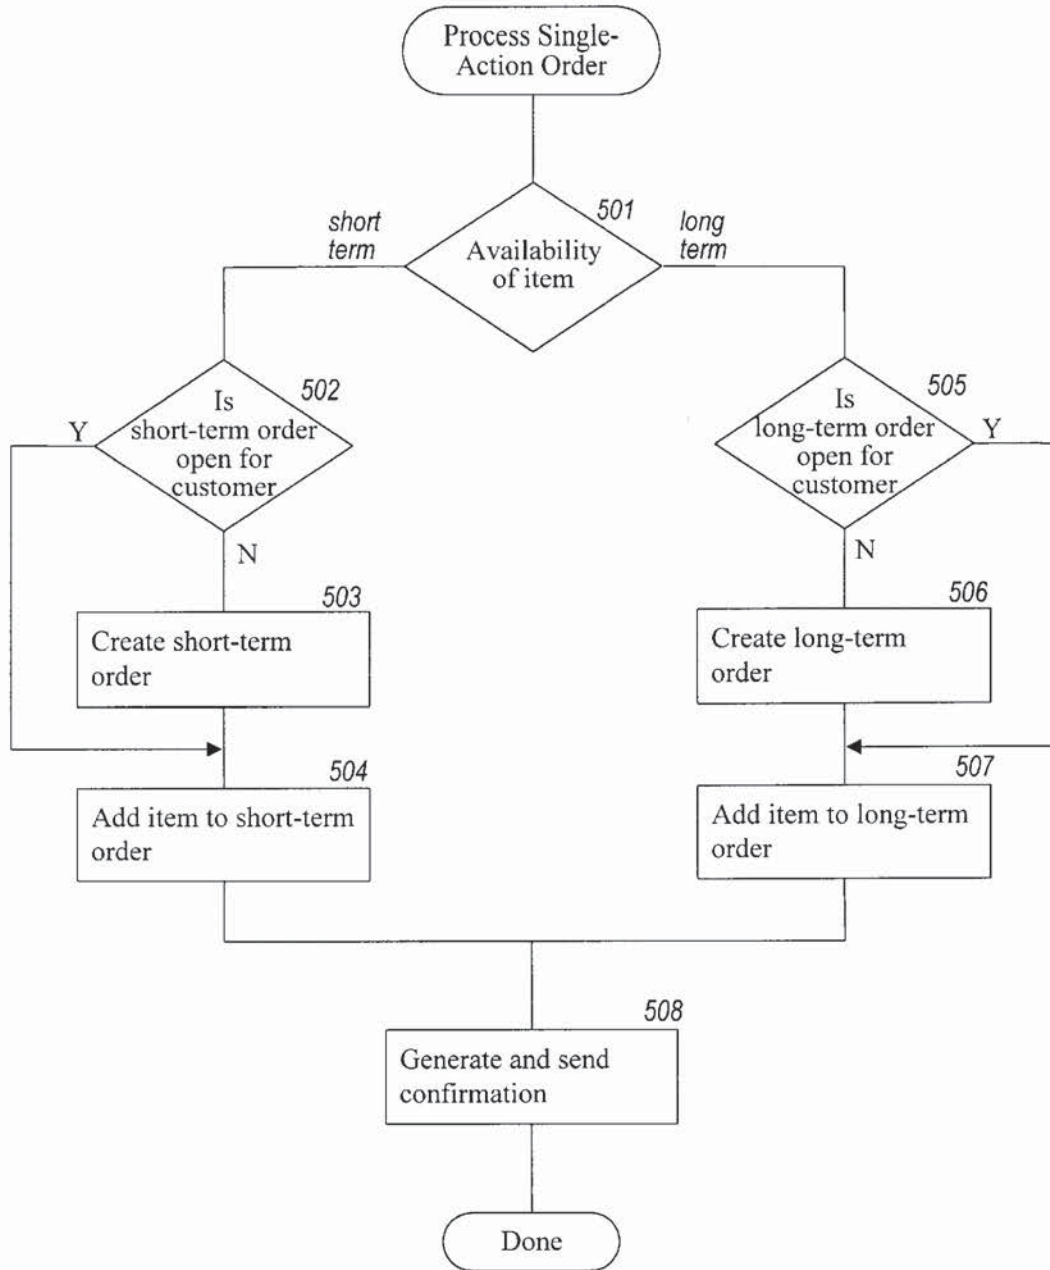 Process Single-
Action Order
501
short
term
Availability
of item
long
term
502
Is
short-term order
open for
customer
Y
N
505
Is
long-term order
open for
customer
Y
N
503
Create short-term
order
506
Create long-term
order
504
Add item to short-term
order
507
Add item to long-term
order
508
Generate and send
confirmation
Done